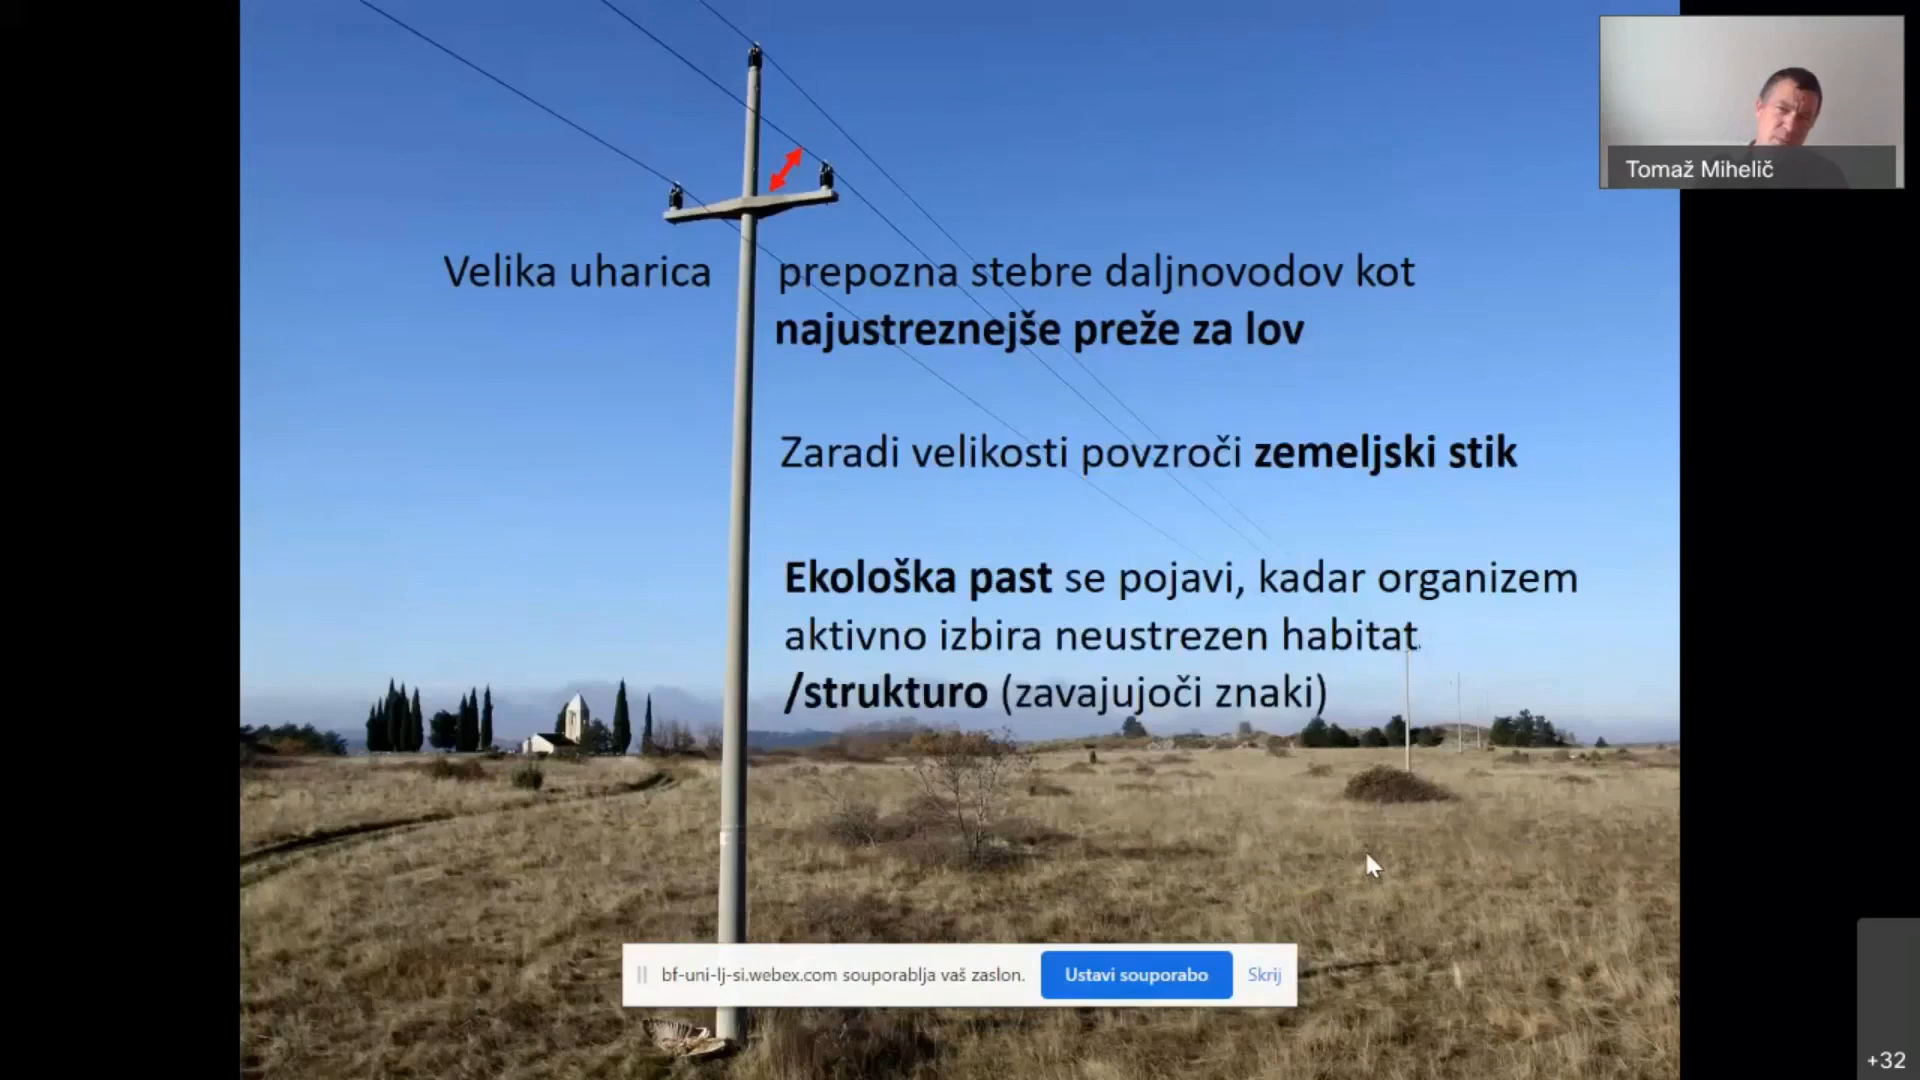 Tomaž Mihelič
Velika uharica prepozna stebre daljnovodov kot
najustreznejše preže za lov
Zaradi velikosti povzroči zemeljski stik
Ekološka past se pojavi, kadar organizem
aktivno izbira neustrezen habitat
/strukturo (zavajujoči znaki)
bf-uni-lj-si.webex.com souporablja vaš zaslon. Ustavi souporabo Skrij
+32